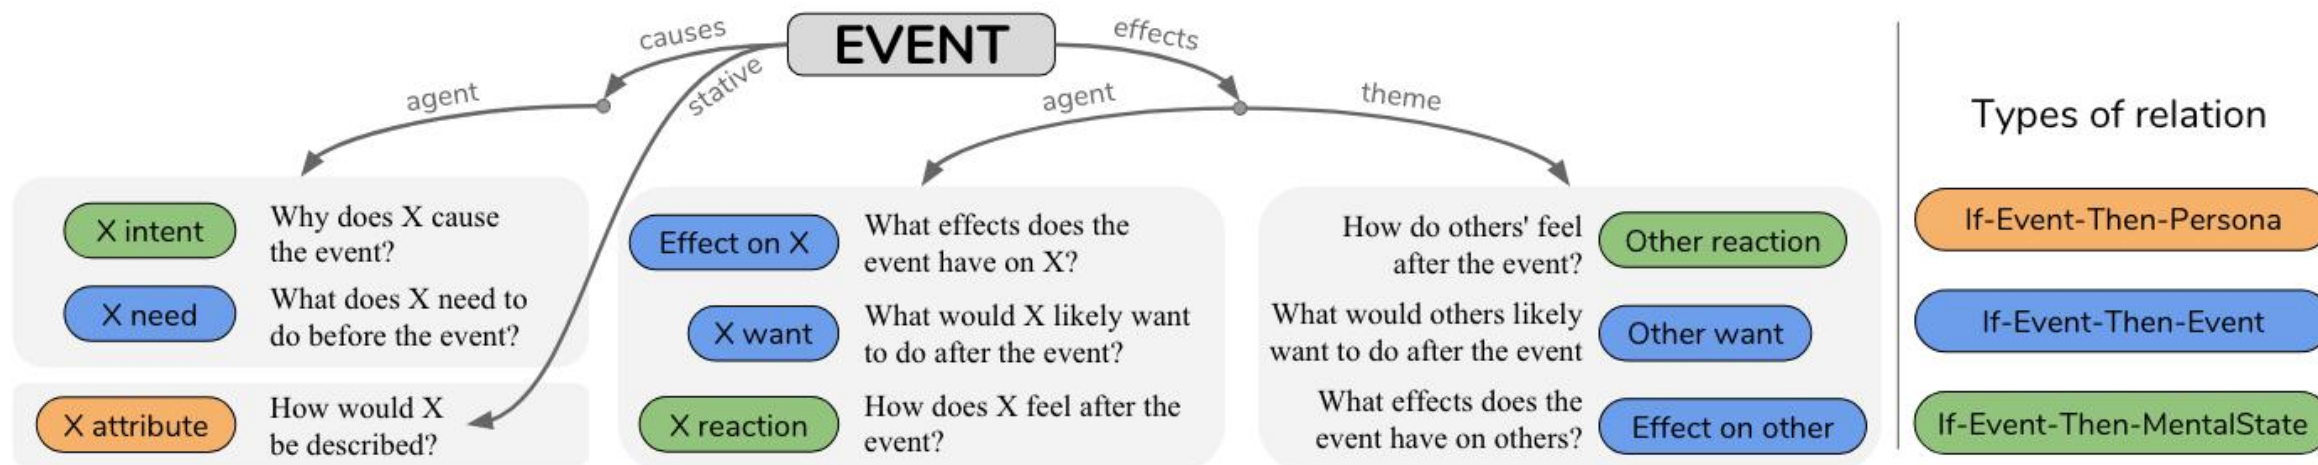 EVENT
causes
effects
stative
agent
agent
theme
X intent
Why does X cause
the event?
X need
What does X need to
do before the event?
X attribute
How would X
be described?
Effect on X
What effects does the
event have on X?
X want
What would X likely want
to do after the event?
X reaction
How does X feel after the
event?
How do others' feel
after the event?
Other reaction
What would others likely
want to do after the event
Other want
What effects does the
event have on others?
Effect on other
Types of relation
If-Event-Then-Persona
If-Event-Then-Event
If-Event-Then-MentalState